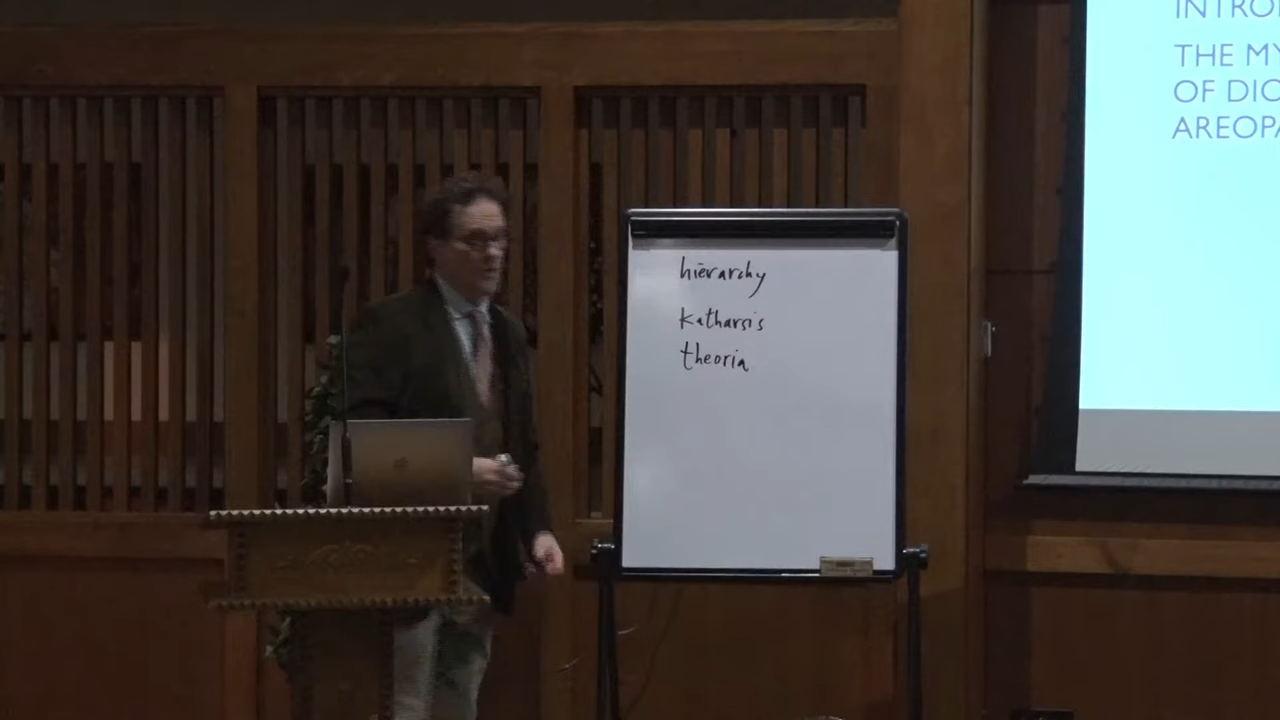 hierarchy
katharsis
theoria
INTRO
THE MY
OF DIO
AREOPA